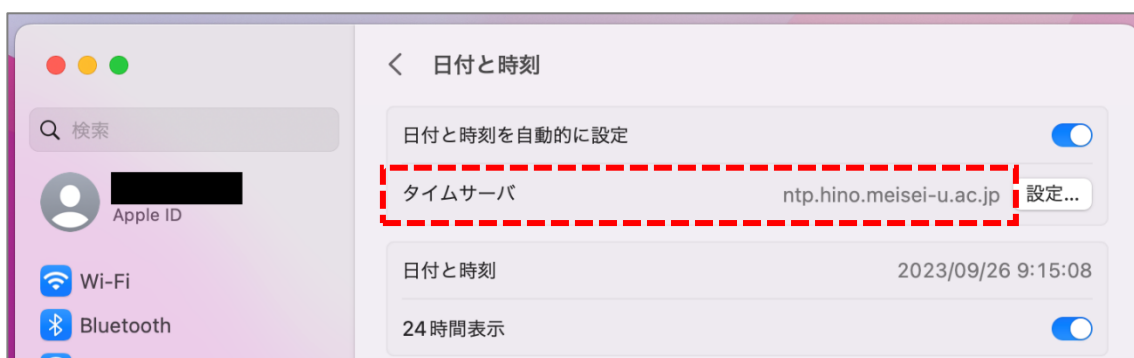 検索
Apple ID
Wi-Fi
Bluetooth
日付と時刻
日付と時刻を自動的に設定
タイムサーバ ntp.hino.meisei-u.ac.jp 設定...
日付と時刻 2023/09/26 9:15:08
24時間表示